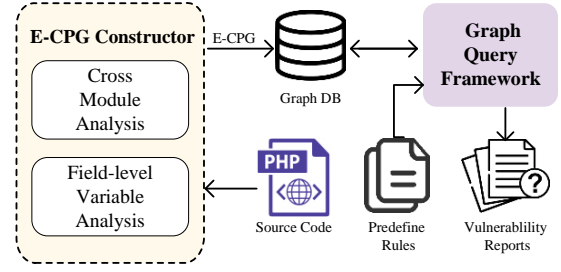 E-CPG Constructor
Cross
Module
Analysis
Field-level
Variable
Analysis
E-CPG
Graph DB
Graph
Query
Framework
PHP
Source Code
Predefine
Rules
?
Vulnerablility
Reports